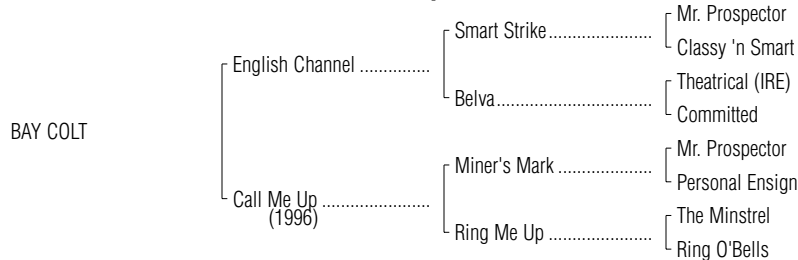 Mr. Prospector
Smart Strike......................
Classy 'n Smart
English Channel ...............
Theatrical (IRE)
Belva.................................
Committed
BAY COLT
Mr. Prospector
Miner's Mark ....................
Personal Ensign
Call Me Up .......................
(1996)
The Minstrel
Ring Me Up ......................
Ring O'Bells